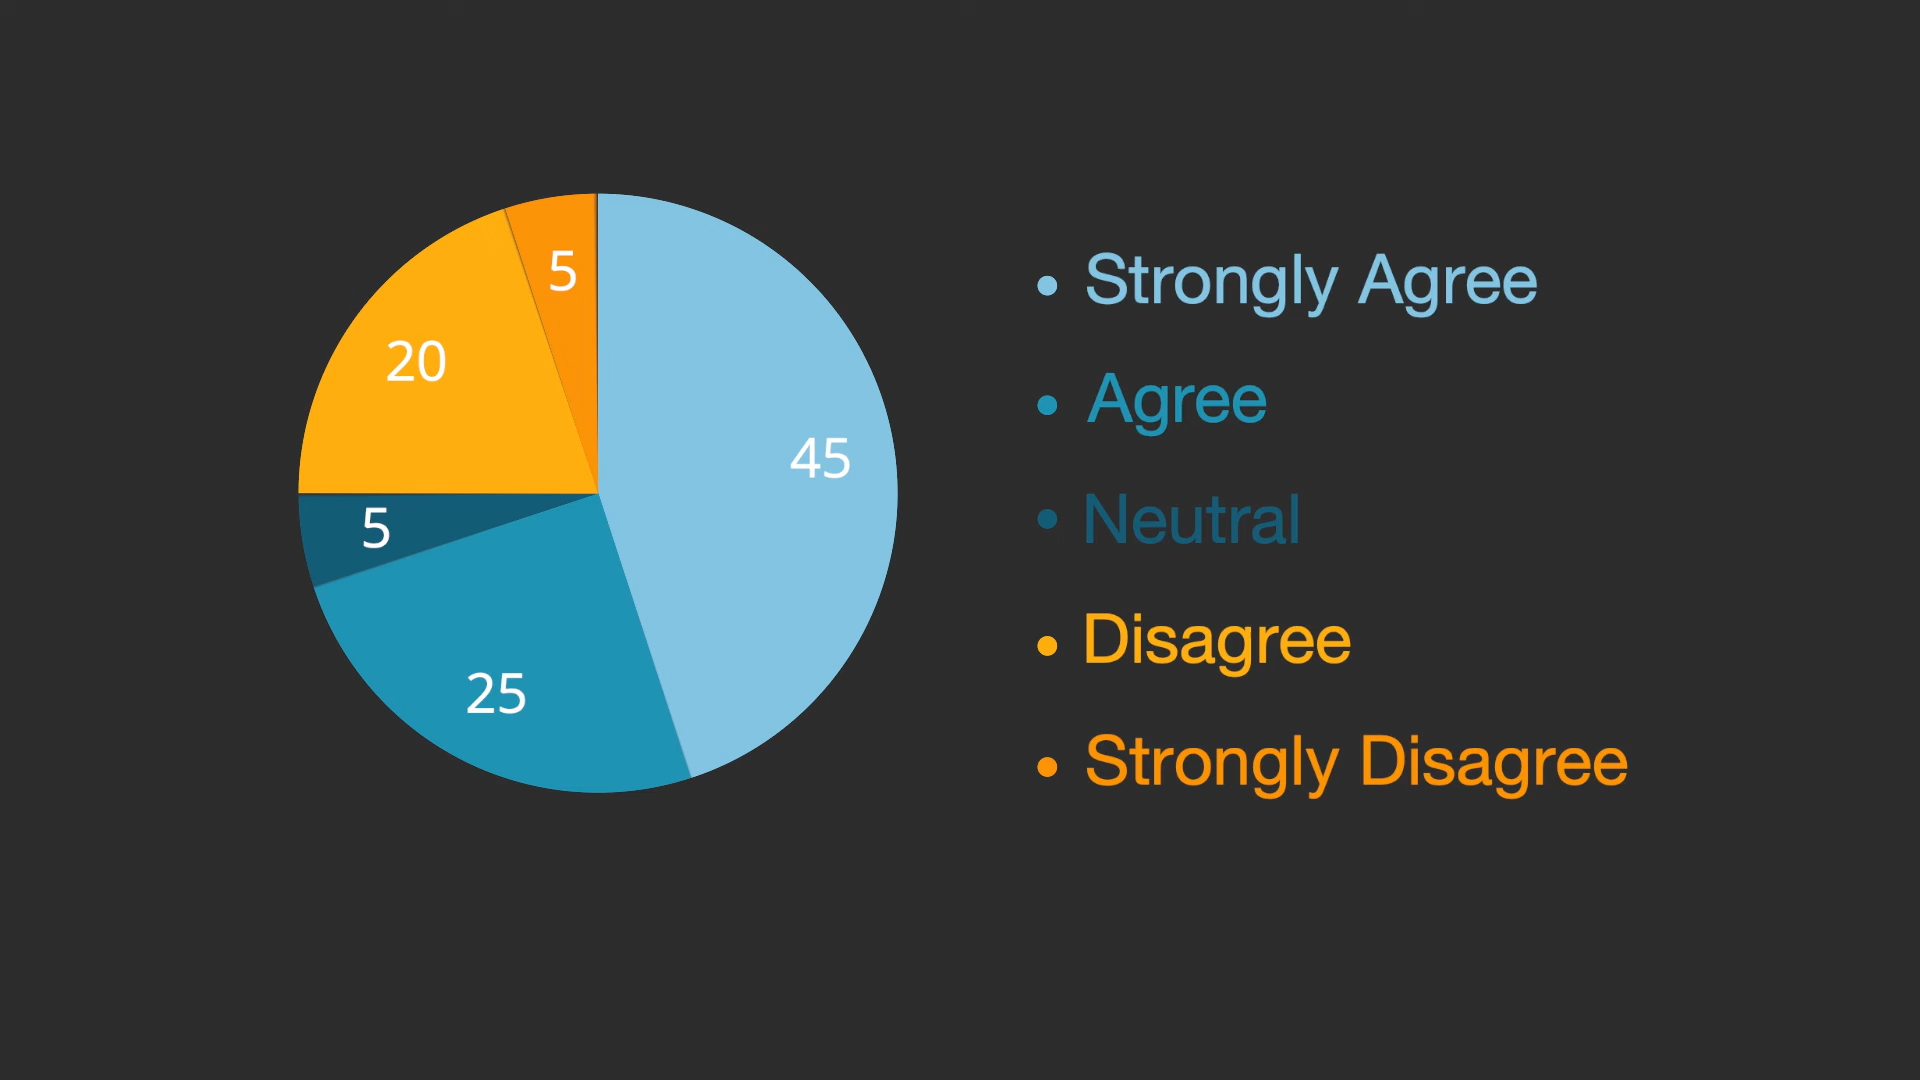 5
20
45
5
25
• Strongly Agree
• Agree
• Neutral
• Disagree
• Strongly Disagree